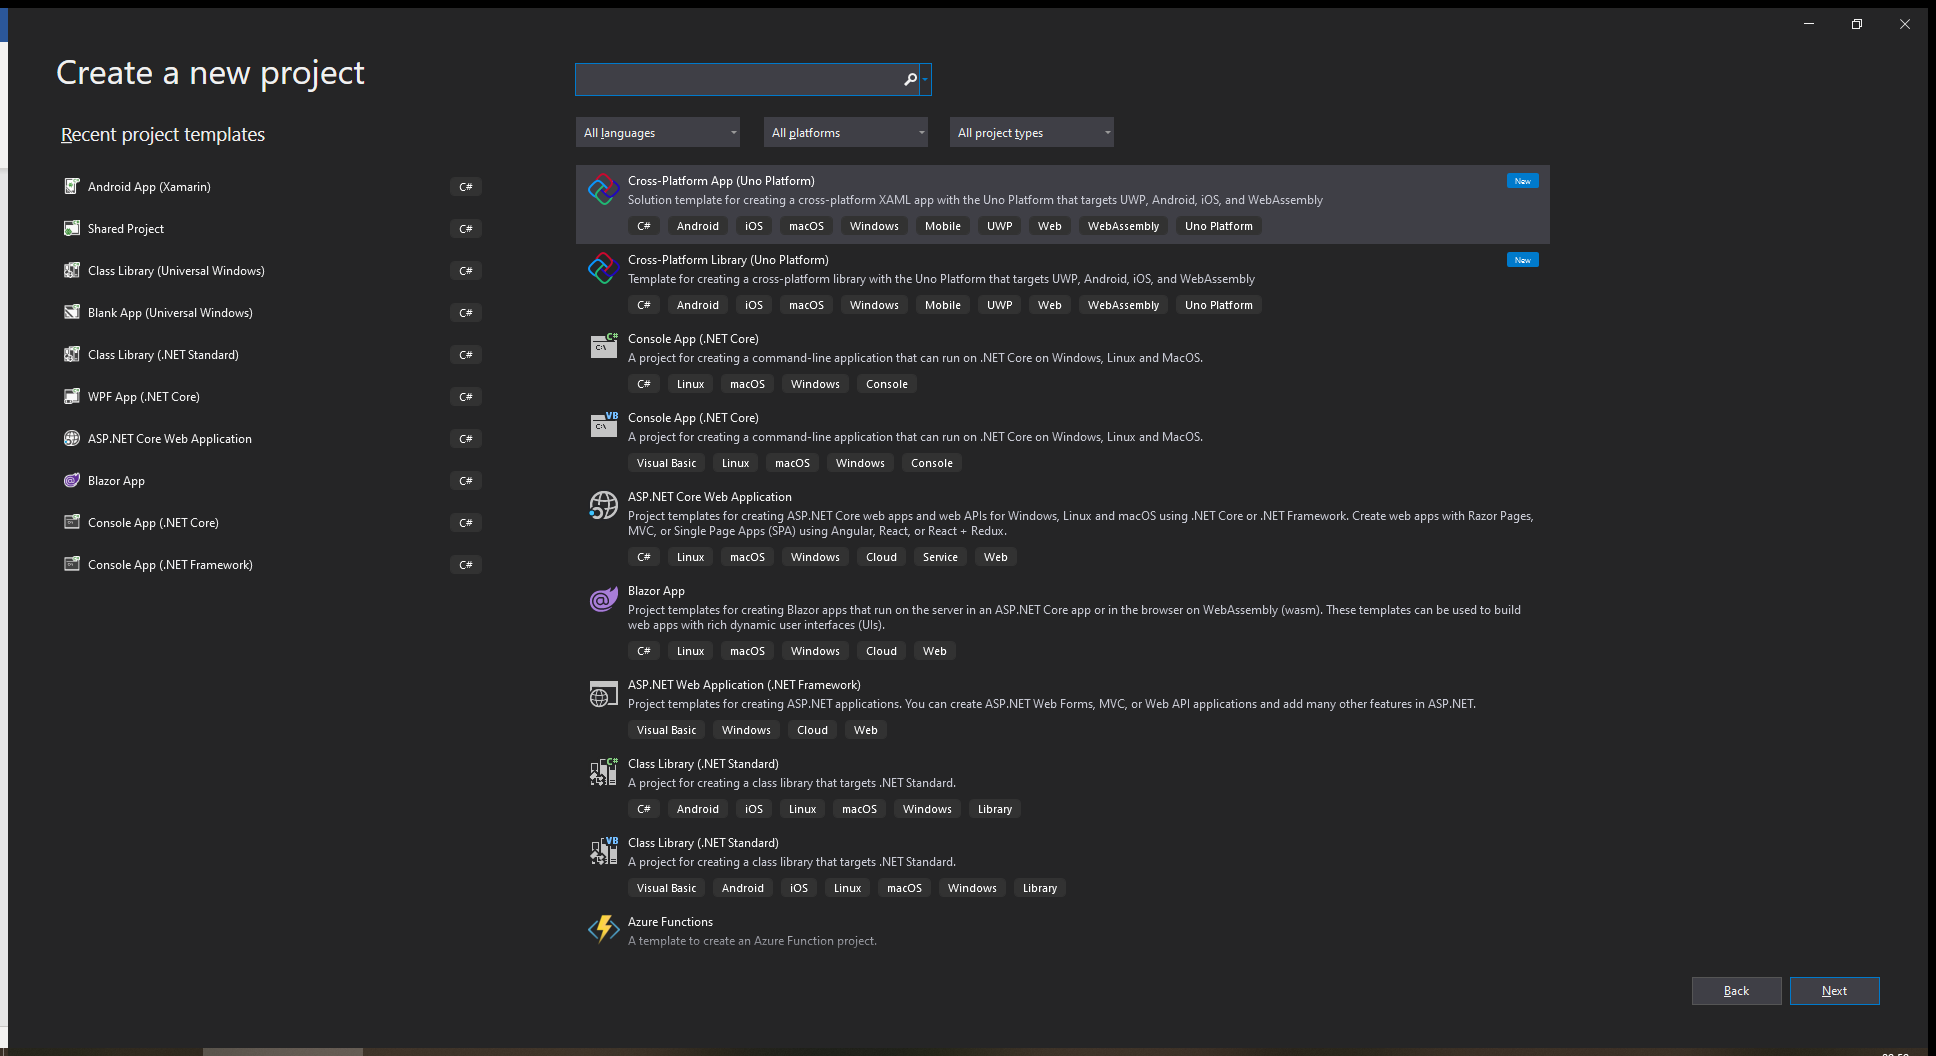 Create a new project
Recent project templates
Android App (Xamarin) C#
Shared Project C#
Class Library (Universal Windows) C#
Blank App (Universal Windows) C#
Class Library (.NET Standard) C#
WPF App (.NET Core) C#
ASP.NET Core Web Application C#
Blazor App C#
Console App (.NET Core) C#
Console App (.NET Framework) C#
All languages All platforms All project types
Cross-Platform App (Uno Platform) New
Solution template for creating a cross-platform XAML app with the Uno Platform that targets UWP, Android, iOS, and WebAssembly
C# Android iOS macOS Windows Mobile UWP Web WebAssembly Uno Platform
Cross-Platform Library (Uno Platform) New
Template for creating a cross-platform library with the Uno Platform that targets UWP, Android, iOS, and WebAssembly
C# Android iOS macOS Windows Mobile UWP Web WebAssembly Uno Platform
C#
C:\
Console App (.NET Core)
A project for creating a command-line application that can run on .NET Core on Windows, Linux and MacOS.
C# Linux macOS Windows Console
VB
C:\
Console App (.NET Core)
A project for creating a command-line application that can run on .NET Core on Windows, Linux and MacOS.
Visual Basic Linux macOS Windows Console
ASP.NET Core Web Application
Project templates for creating ASP.NET Core web apps and web APIs for Windows, Linux and macOS using .NET Core or .NET Framework. Create web apps with Razor Pages,
MVC, or Single Page Apps (SPA) using Angular, React, or React + Redux.
C# Linux macOS Windows Cloud Service Web
Blazor App
Project templates for creating Blazor apps that run on the server in an ASP.NET Core app or in the browser on WebAssembly (wasm). These templates can be used to build
web apps with rich dynamic user interfaces (UIs).
C# Linux macOS Windows Cloud Web
ASP.NET Web Application (.NET Framework)
Project templates for creating ASP.NET applications. You can create ASP.NET Web Forms, MVC, or Web API applications and add many other features in ASP.NET.
Visual Basic Windows Cloud Web
C#
Class Library (.NET Standard)
A project for creating a class library that targets .NET Standard.
C# Android iOS Linux macOS Windows Library
VB
Class Library (.NET Standard)
A project for creating a class library that targets .NET Standard.
Visual Basic Android iOS Linux macOS Windows Library
Azure Functions
A template to create an Azure Function project.
Back Next